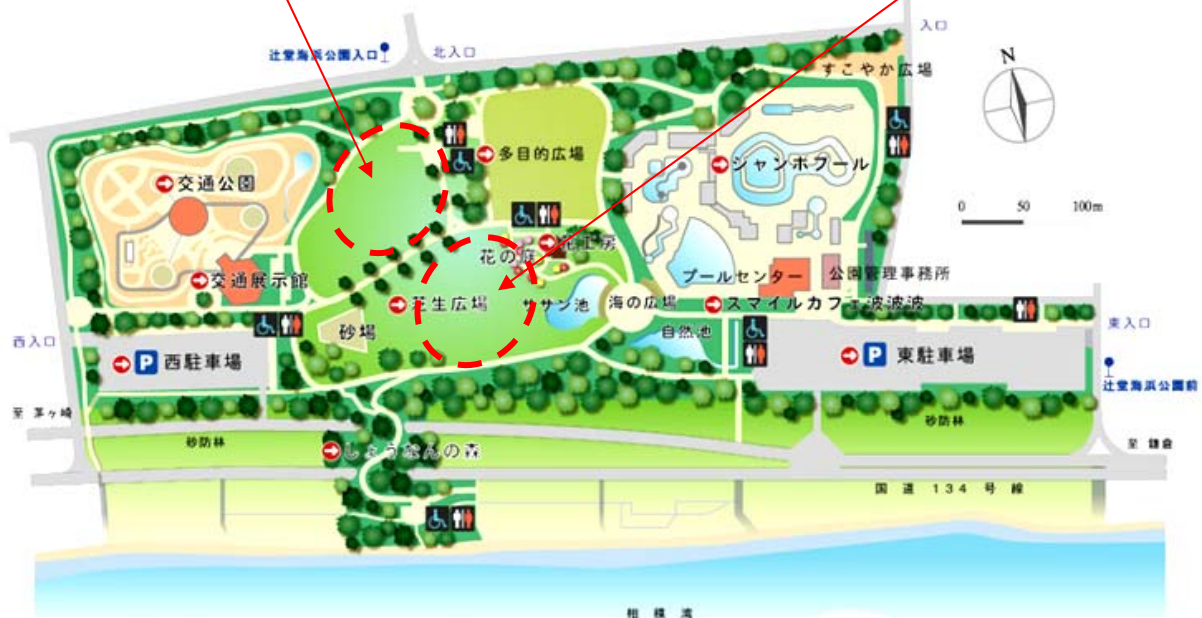 入口
辻堂海浜公園入口
北入口
N
すこやか広場
多目的広場
ジャンボプール
交通公園
0 50 100m
花工房
花の庭
交通展示館
プールセンター
公園管理事務所
芝生広場
サザン池
海の広場
スマイルカフェ波波波
砂場
自然池
西入口
東入口
P 西駐車場
P 東駐車場
辻堂海浜公園前
至 茅ヶ崎
砂防林
砂防林
至 鎌倉
しょうなんの森
国道134号線
相模湾